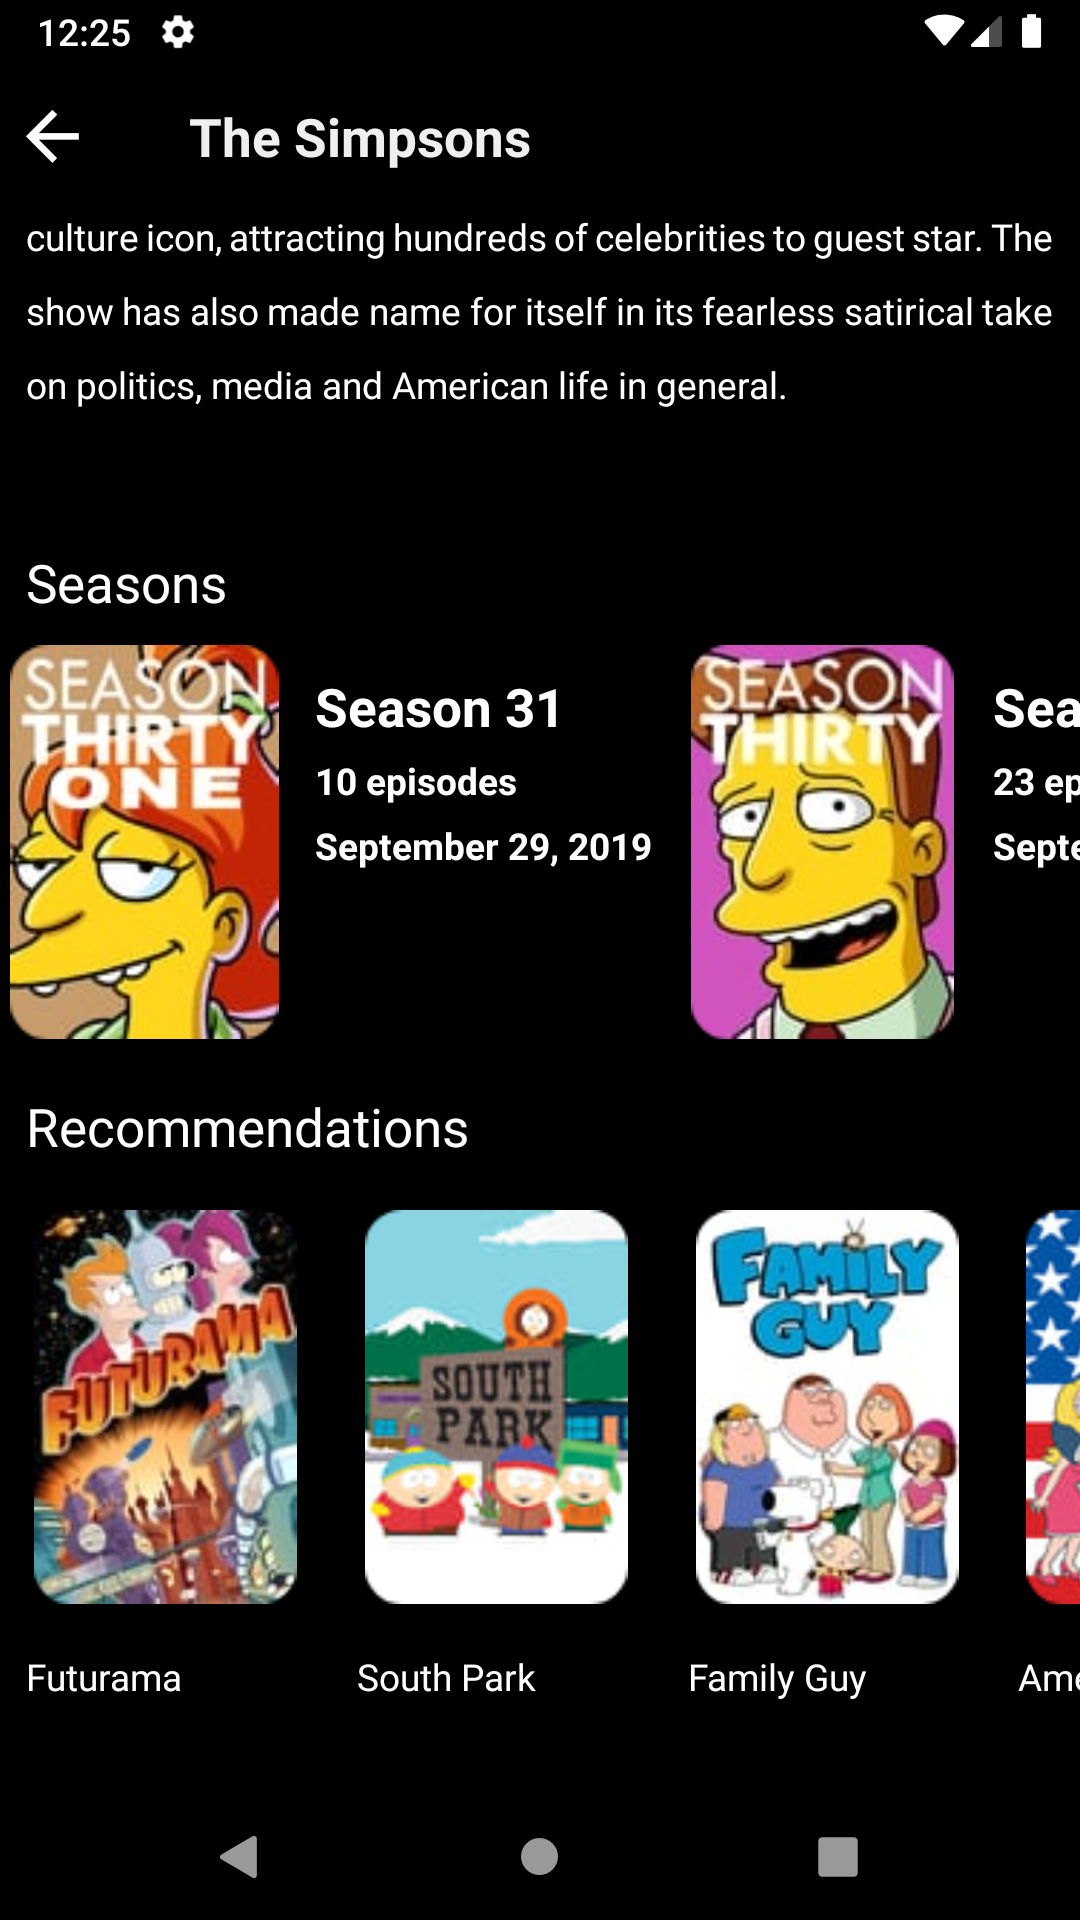 12:25
The Simpsons
culture icon, attracting hundreds of celebrities to guest star. The
show has also made name for itself in its fearless satirical take
on politics, media and American life in general.
Seasons
SEASON
THIRTY
ONE
Season 31
10 episodes
September 29, 2019
SEASON
THIRTY
Sea
23 ep
Septe
Recommendations
FUTURAMA
SOUTH
PARK
FAMILY
GUY
Futurama
South Park
Family Guy
Ame